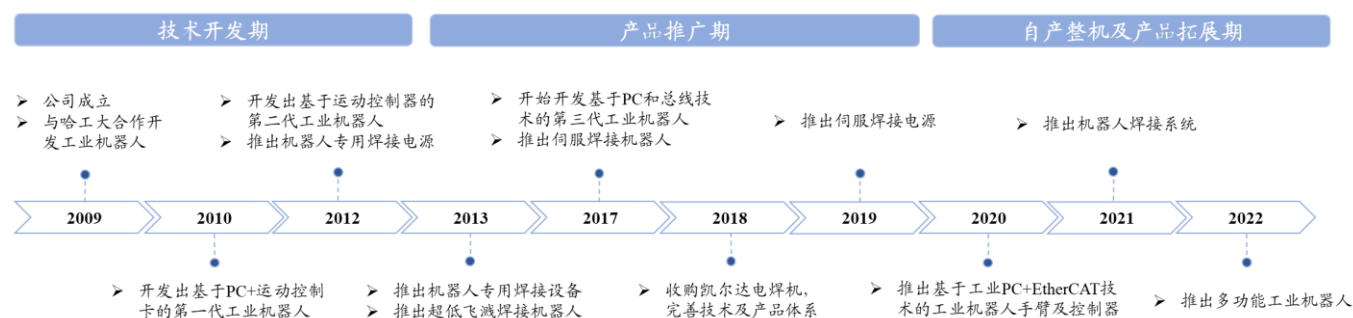 技术开发期
产品推广期
自产整机及产品拓展期
➢ 公司成立
➢ 与哈工大合作开
发工业机器人
➢ 开发出基于运动控制器的
第二代工业机器人
➢ 推出机器人专用焊接电源
➢ 开始开发基于PC和总线技
术的第三代工业机器人
➢ 推出伺服焊接机器人
➢ 推出伺服焊接电源
➢ 推出机器人焊接系统
2009
2010
2012
2013
2017
2018
2019
2020
2021
2022
➢ 开发出基于PC+运动控制
卡的第一代工业机器人
➢ 推出机器人专用焊接设备
➢ 推出超低飞溅焊接机器人
➢ 收购凯尔达电焊机，
完善技术及产品体系
➢ 推出基于工业PC+EtherCAT技
术的工业机器人手臂及控制器
➢ 推出多功能工业机器人